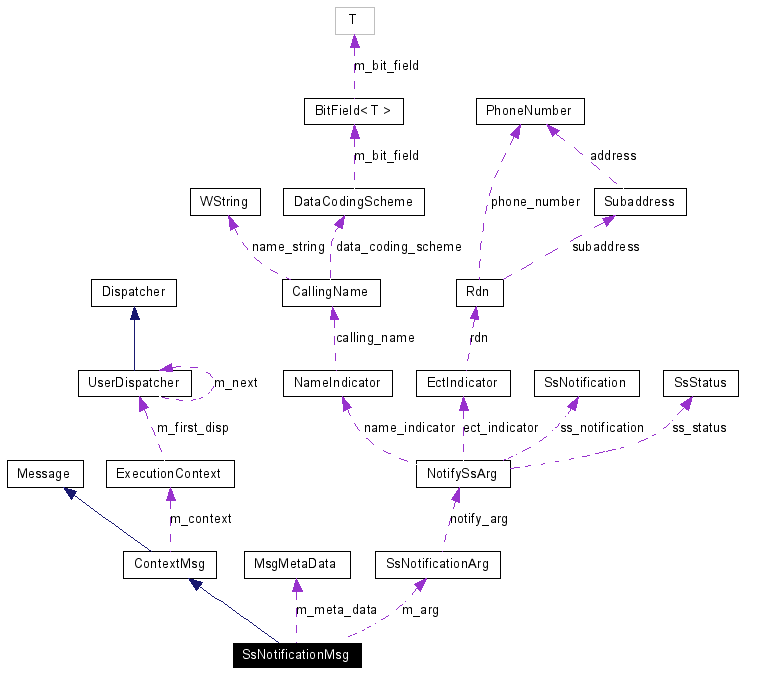 T
m_bit_field
BitField< T >
PhoneNumber
m_bit_field
address
WString
DataCodingScheme
Subaddress
phone_number
name_string
data_coding_scheme
subaddress
Dispatcher
CallingName
Rdn
calling_name
rdn
UserDispatcher
m_next
NameIndicator
EctIndicator
SsNotification
SsStatus
m_first_disp
name_indicator
ect_indicator
ss_notification
ss_status
Message
ExecutionContext
NotifySsArg
m_context
notify_arg
ContextMsg
MsgMetaData
SsNotificationArg
m_meta_data
m_arg
SsNotificationMsg